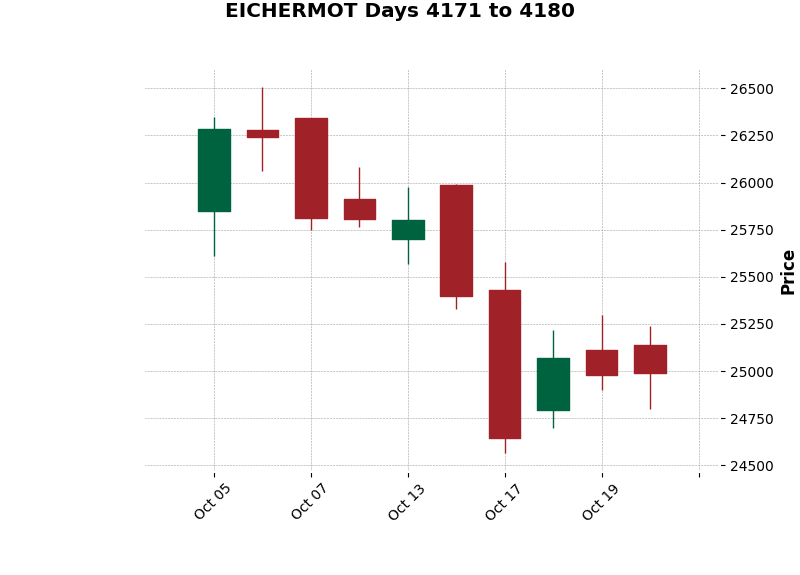 EICHERMOT Days 4171 to 4180
26500
26250
26000
25750
25500
25250
25000
24750
24500
Price
Oct 05
Oct 07
Oct 13
Oct 17
Oct 19